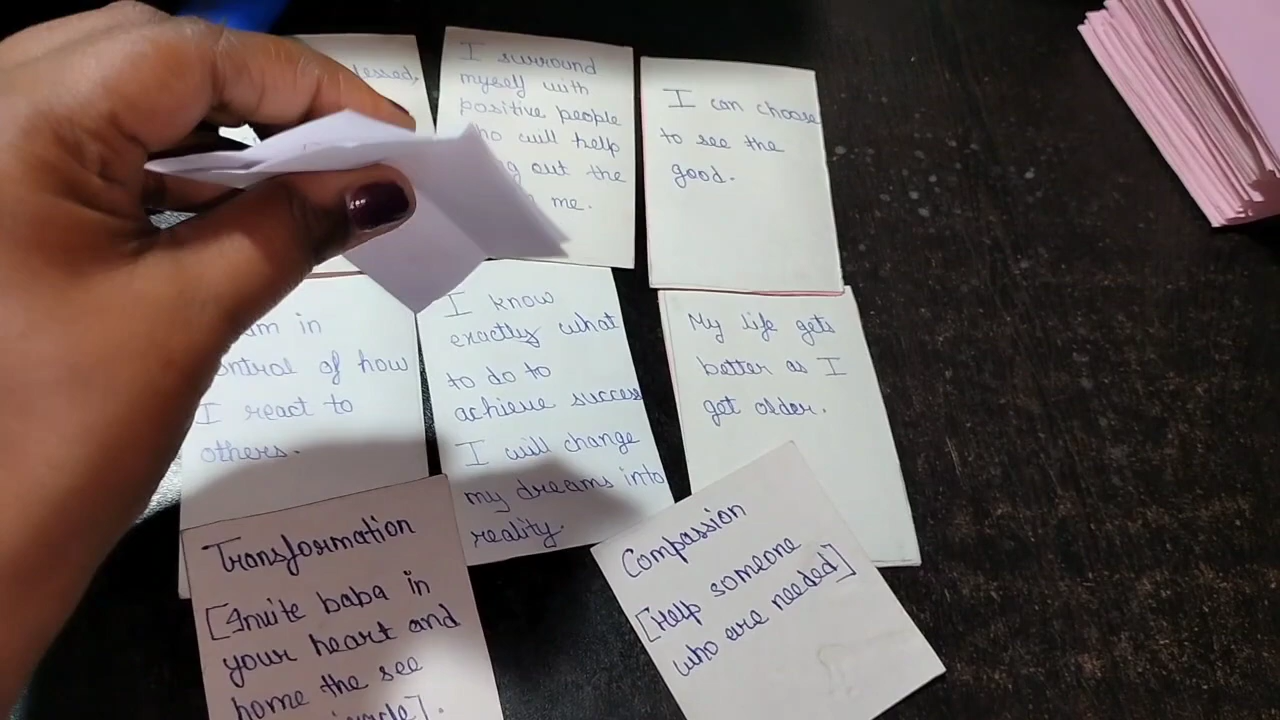 I surround
myself with
positive people
will help
out the
me.
I can choose
to see the
good.
in
of how
I react to
others.
I know
exactly what
to do to
achieve success
I will change
my dreams into
reality.
My life gets
better as I
get older.
Transformation
[Invite baba in
your heart and
home the see
Compassion
[Help someone
who are needed]